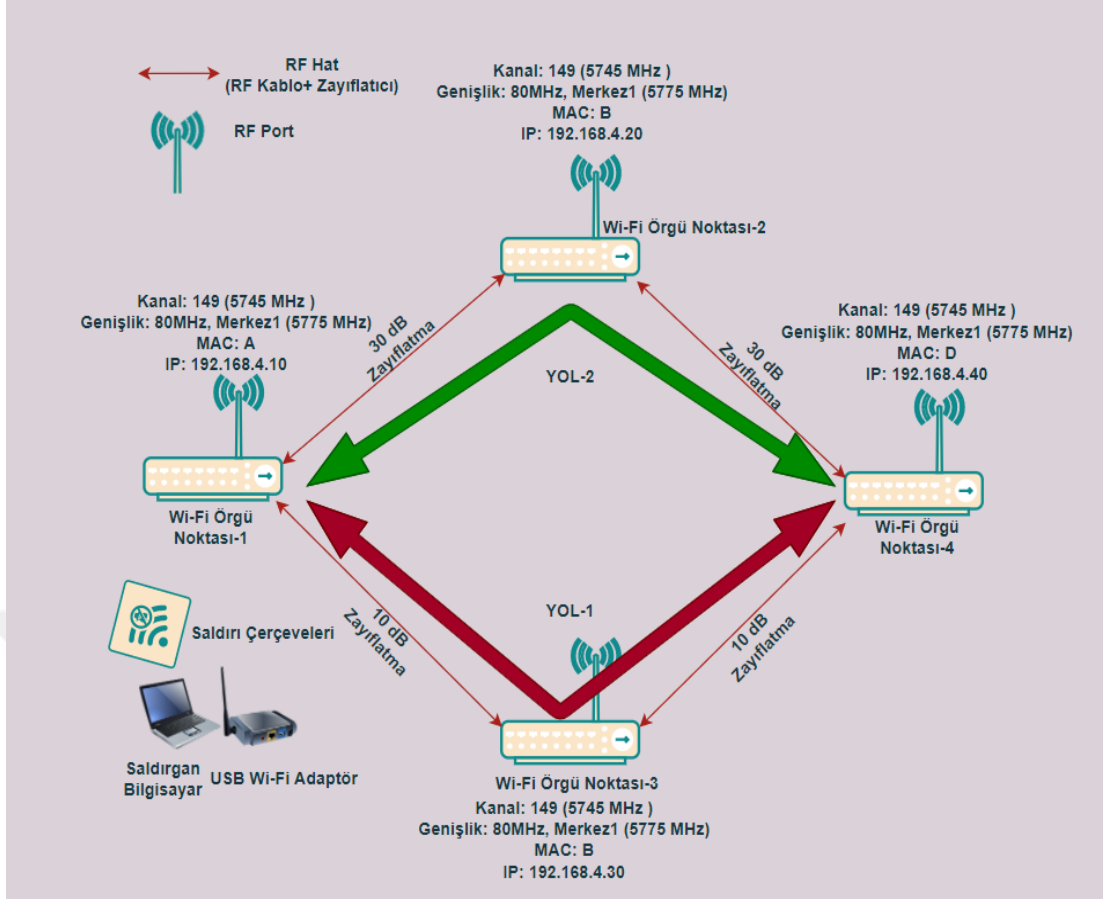 RF Hat
(RF Kablo+ Zayıflatıcı)
RF Port
Kanal: 149 (5745 MHz )
Genişlik: 80MHz, Merkez1 (5775 MHz)
MAC: B
IP: 192.168.4.20
Wi-Fi Örgü Noktası-2
Kanal: 149 (5745 MHz )
Genişlik: 80MHz, Merkez1 (5775 MHz)
MAC: A
IP: 192.168.4.10
30 dB
Zayıflatma
30 dB
Zayıflatma
Kanal: 149 (5745 MHz )
Genişlik: 80MHz, Merkez1 (5775 MHz)
MAC: D
IP: 192.168.4.40
YOL-2
Wi-Fi Örgü
Noktası-1
Wi-Fi Örgü
Noktası-4
YOL-1
10 dB
Zayıflatma
10 dB
Zayıflatma
Saldırı Çerçeveleri
Saldırgan
Bilgisayar
USB Wi-Fi Adaptör
Wi-Fi Örgü Noktası-3
Kanal: 149 (5745 MHz )
Genişlik: 80MHz, Merkez1 (5775 MHz)
MAC: B
IP: 192.168.4.30